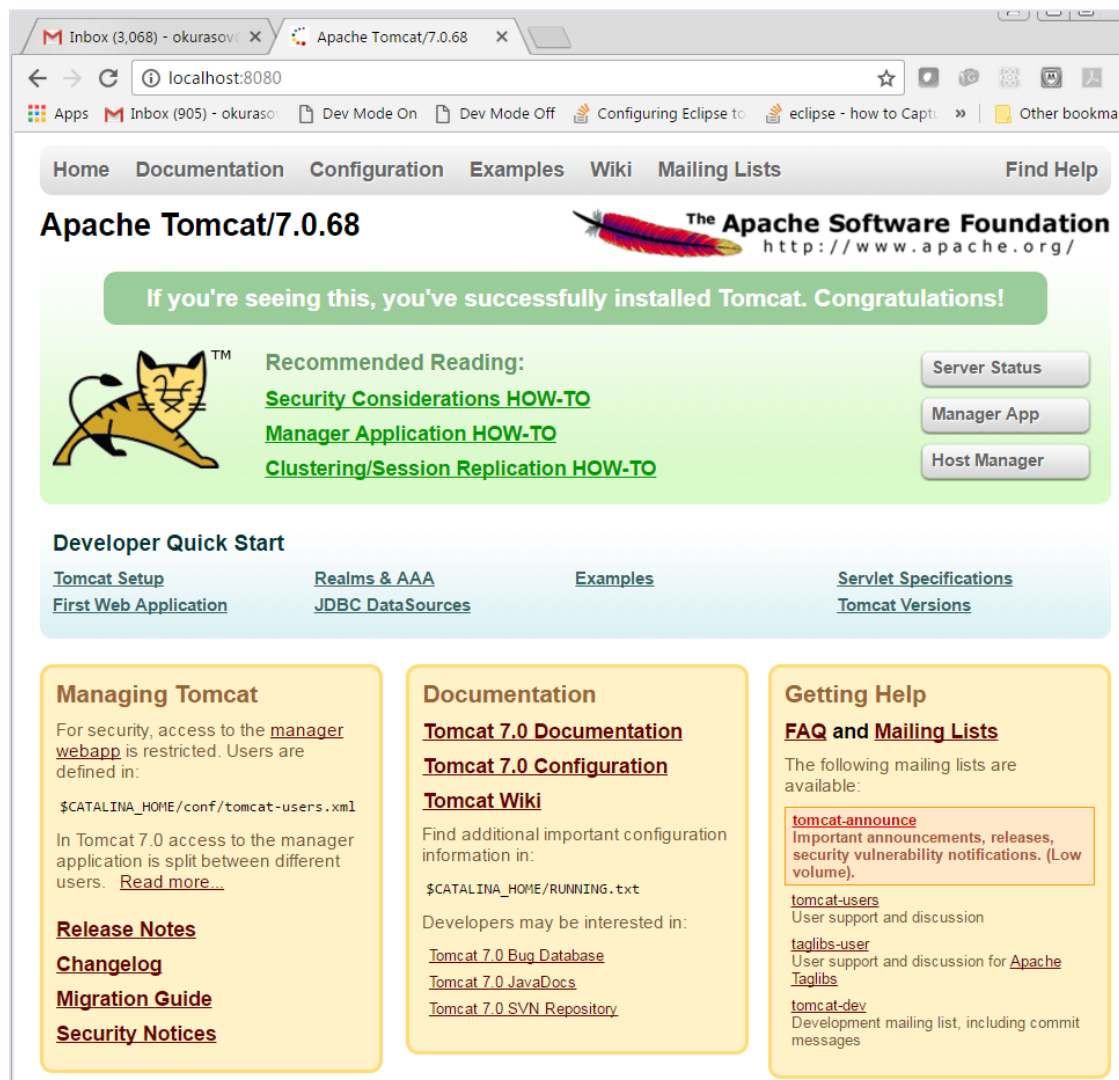 Inbox (3,068) - okurasov
Apache Tomcat/7.0.68
localhost:8080
Apps
Inbox (905) - okuraso
Dev Mode On
Dev Mode Off
Configuring Eclipse to
eclipse - how to Captu
»
Other bookma
Home Documentation Configuration Examples Wiki Mailing Lists Find Help
Apache Tomcat/7.0.68
The Apache Software Foundation
http://www.apache.org/
If you're seeing this, you've successfully installed Tomcat. Congratulations!
TM
Recommended Reading:
Security Considerations HOW-TO
Manager Application HOW-TO
Clustering/Session Replication HOW-TO
Server Status
Manager App
Host Manager
Developer Quick Start
Tomcat Setup
First Web Application
Realms & AAA
JDBC DataSources
Examples
Servlet Specifications
Tomcat Versions
Managing Tomcat
For security, access to the manager
webapp is restricted. Users are
defined in:
$CATALINA_HOME/conf/tomcat-users.xml
In Tomcat 7.0 access to the manager
application is split between different
users. Read more...
Release Notes
Changelog
Migration Guide
Security Notices
Documentation
Tomcat 7.0 Documentation
Tomcat 7.0 Configuration
Tomcat Wiki
Find additional important configuration
information in:
$CATALINA_HOME/RUNNING.txt
Developers may be interested in:
Tomcat 7.0 Bug Database
Tomcat 7.0 JavaDocs
Tomcat 7.0 SVN Repository
Getting Help
FAQ and Mailing Lists
The following mailing lists are
available:
tomcat-announce
Important announcements, releases,
security vulnerability notifications. (Low
volume).
tomcat-users
User support and discussion
taglibs-user
User support and discussion for Apache
Taglibs
tomcat-dev
Development mailing list, including commit
messages